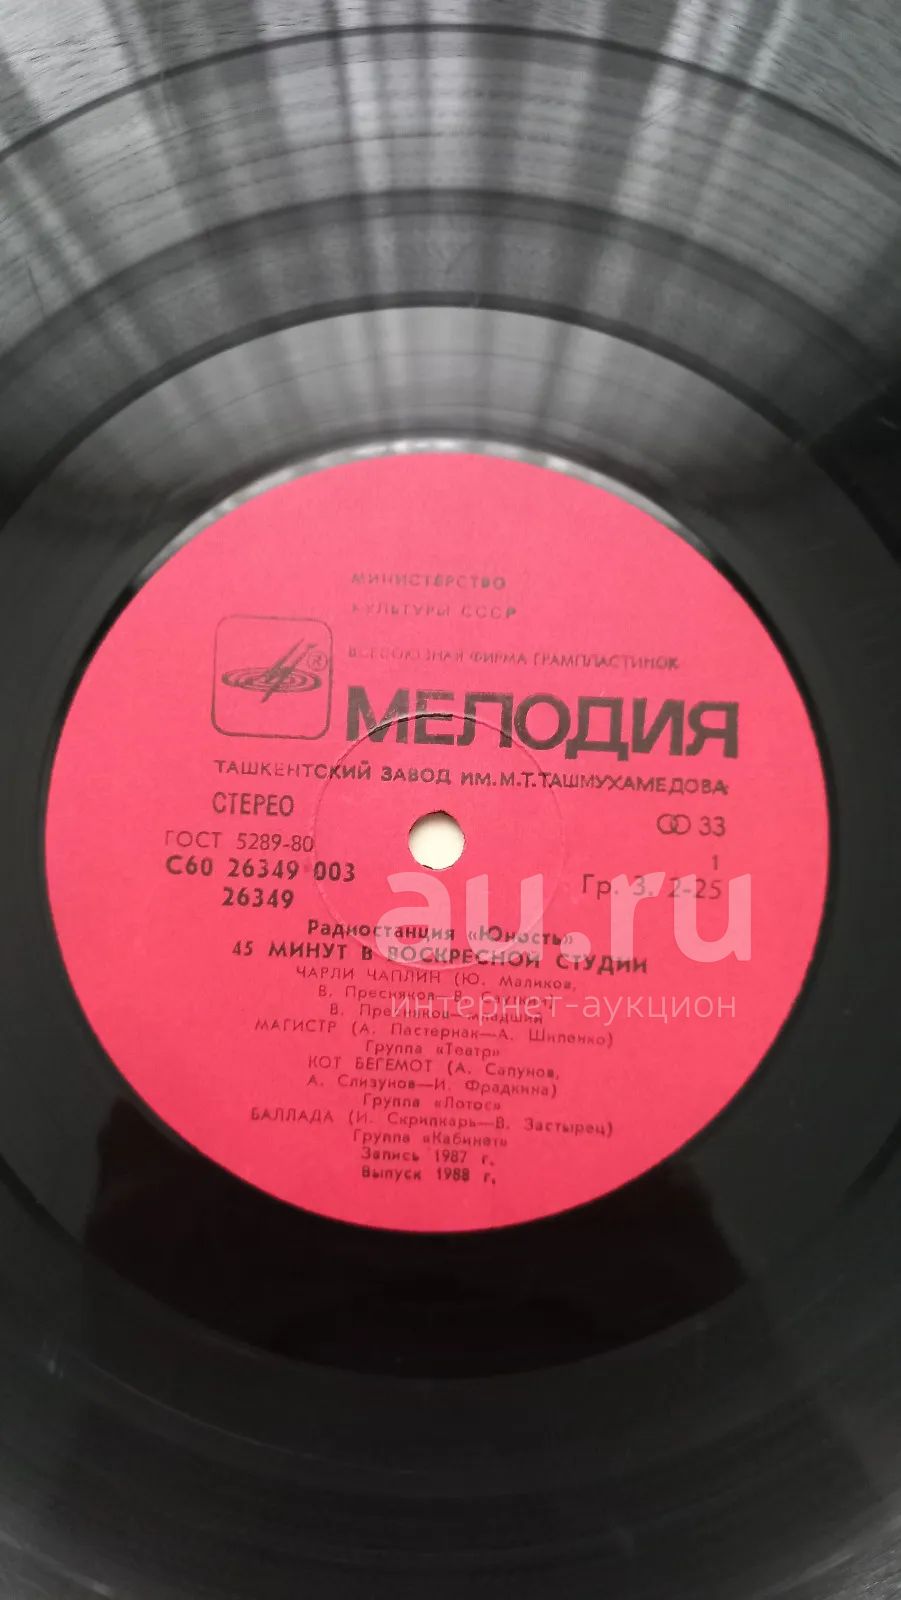 МИНИСТЕРСТВО
КУЛЬТУРЫ СССР
ВСЕСОЮЗНАЯ ФИРМА ГРАМПЛАСТИНОК
®
МЕЛОДИЯ
ТАШКЕНТСКИЙ ЗАВОД ИМ. М.Т. ТАШМУХАМЕДОВА
СТЕРЕО
33
ГОСТ 5289-80
С60 26349 003
1
26349
Гр. 3. 2-25
Радиостанция «Юность»
45 МИНУТ В ВОСКРЕСНОЙ СТУДИИ
ЧАРЛИ ЧАПЛИН (Ю. Маликов,
В. Пресняков—В.
В. Пресняков—младший
МАГИСТР (А. Пастернак—А. Шипенко)
Группа «Театр»
КОТ БЕГЕМОТ (А. Сапунов,
А. Слизунов—И. Фрадкина)
Группа «Лотос»
БАЛЛАДА (И. Скрипкарь—В. Застырец)
Группа «Кабинет»
Запись 1987 г.
Выпуск 1988 г.
au.ru
интернет-аукцион